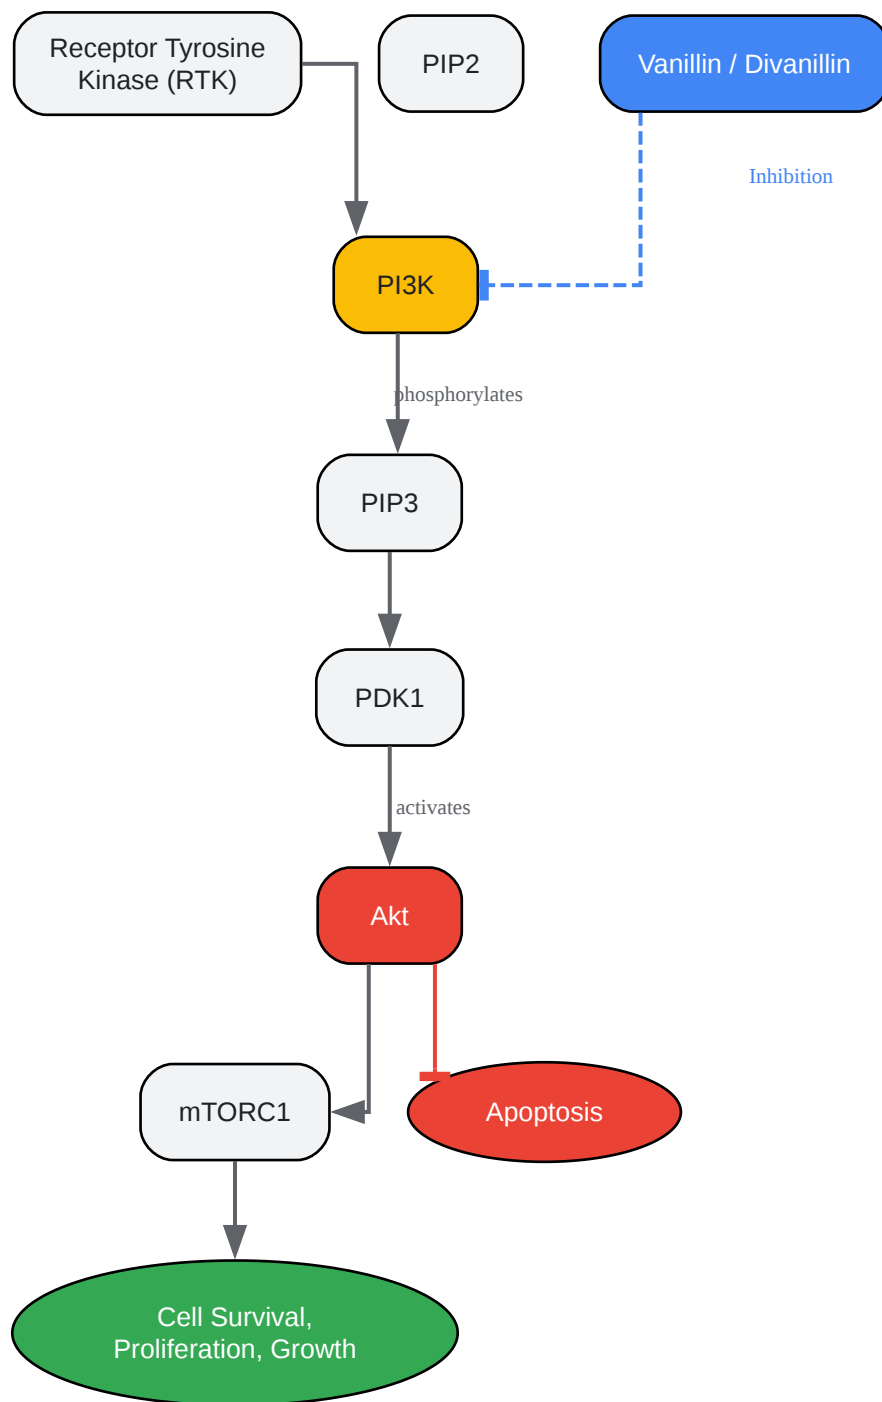 Receptor Tyrosine
Kinase (RTK)
PIP2
Vanillin / Divanillin
Inhibition
PI3K
phosphorylates
PIP3
PDK1
activates
Akt
mTORC1
Apoptosis
Cell Survival,
Proliferation, Growth